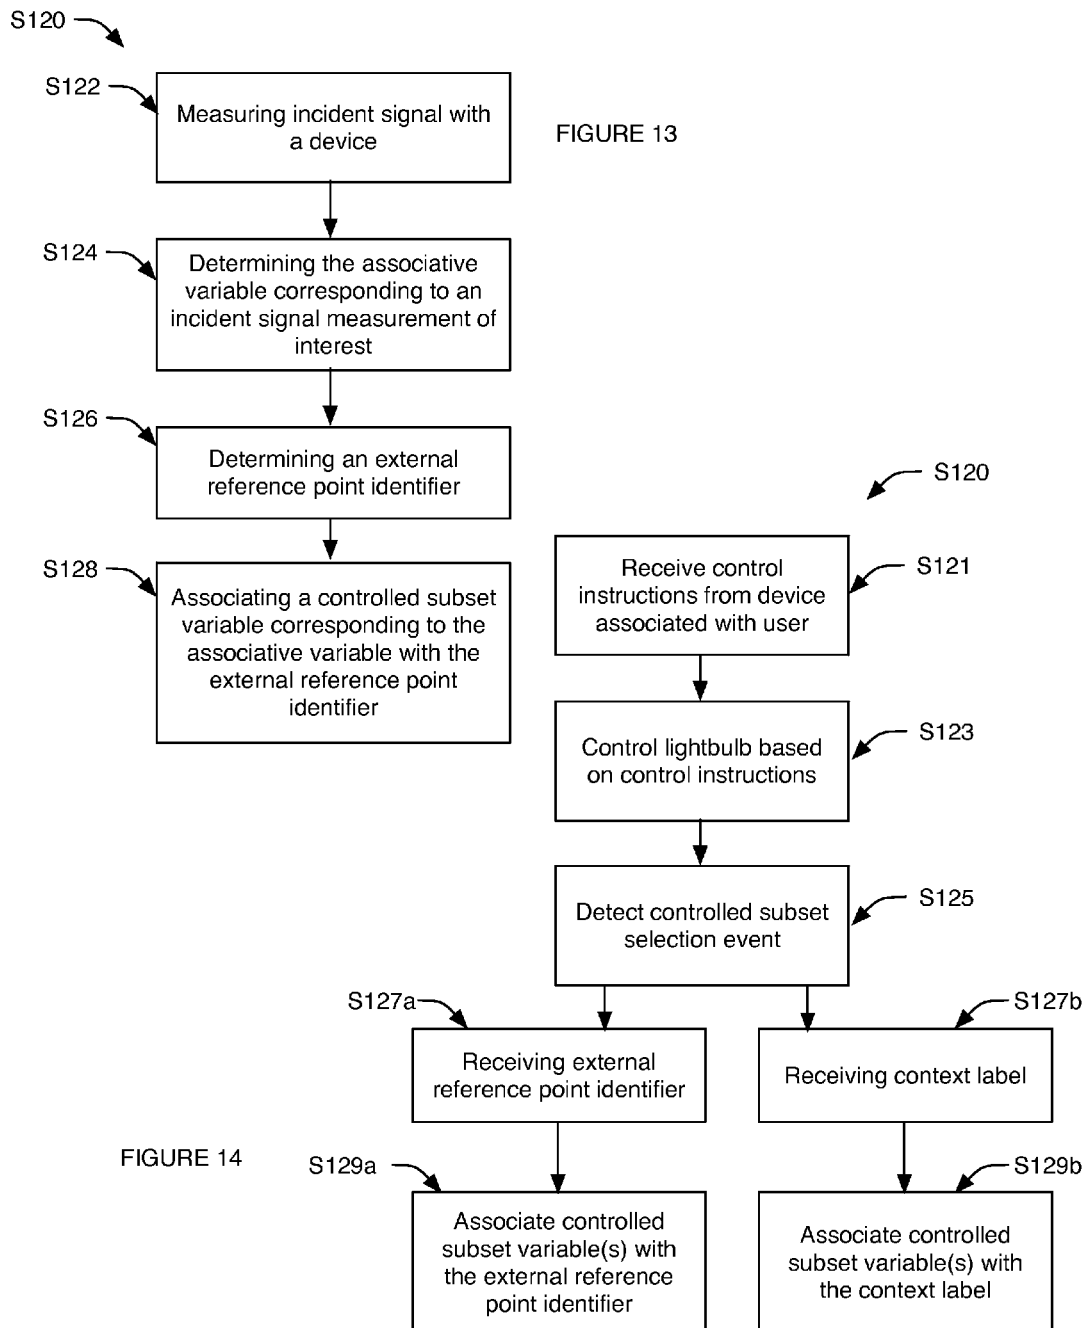 S120
S122
Measuring incident signal with
a device
FIGURE 13
S124
Determining the associative
variable corresponding to an
incident signal measurement of
interest
S126
Determining an external
reference point identifier
S128
Associating a controlled subset
variable corresponding to the
associative variable with the
external reference point
identifier
S120
S121
Receive control
instructions from device
associated with user
S123
Control lightbulb based
on control instructions
S125
Detect controlled subset
selection event
S127a
Receiving external
reference point identifier
S127b
Receiving context label
FIGURE 14
S129a
Associate controlled
subset variable(s) with
the external reference
point identifier
S129b
Associate controlled
subset variable(s) with
the context label